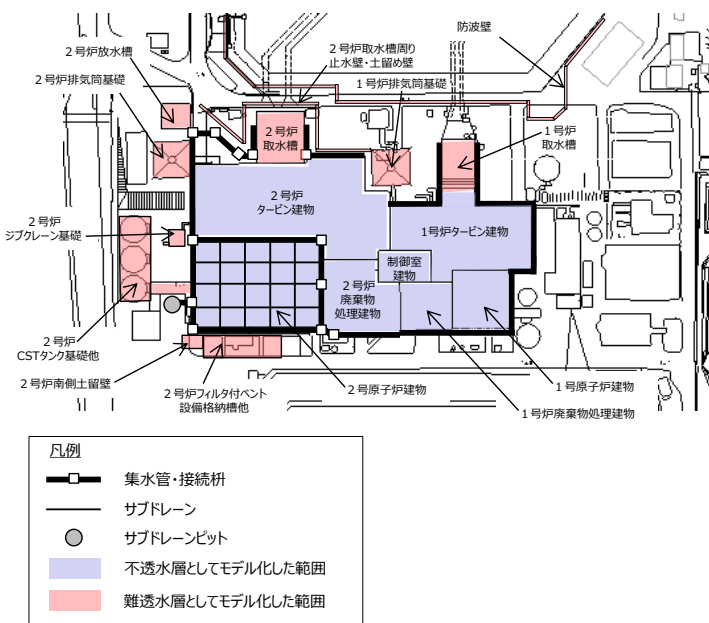 防波壁
2号炉放水槽
2号炉取水槽周り
止水壁・土留め壁
2号炉排気筒基礎
1号炉排気筒基礎
2号炉
取水槽
1号炉
取水槽
2号炉
タービン建物
2号炉
ジブクレーン基礎
1号炉タービン建物
制御室
建物
2号炉
廃棄物
処理建物
2号炉
CSTタンク基礎他
2号炉南側土留壁
2号炉フィルタ付ベント
設備格納槽他
2号原子炉建物
1号原子炉建物
1号炉廃棄物処理建物
凡例
集水管・接続枡
サブドレーン
サブドレーンピット
不透水層としてモデル化した範囲
難透水層としてモデル化した範囲